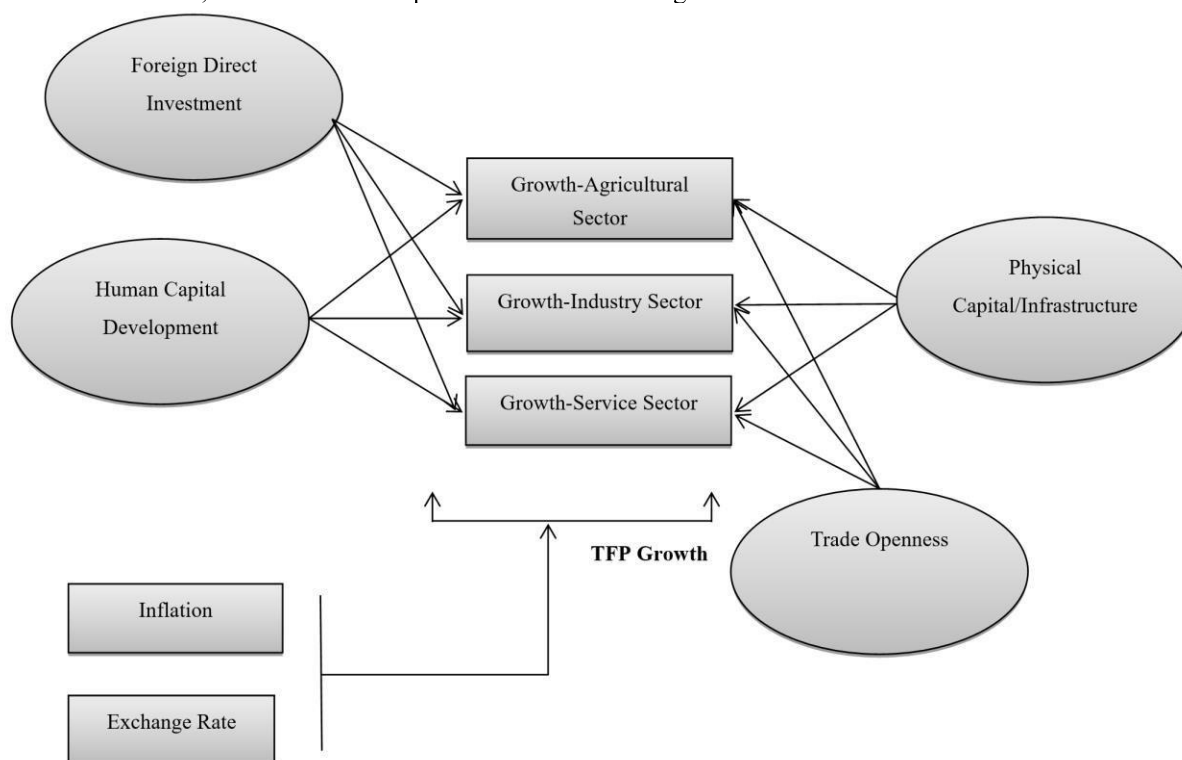 Foreign Direct
Investment
Growth-Agricultural
Sector
Human Capital
Development
Growth-Industry Sector
Physical
Capital/Infrastructure
Growth-Service Sector
TFP Growth
Trade Openness
Inflation
Exchange Rate